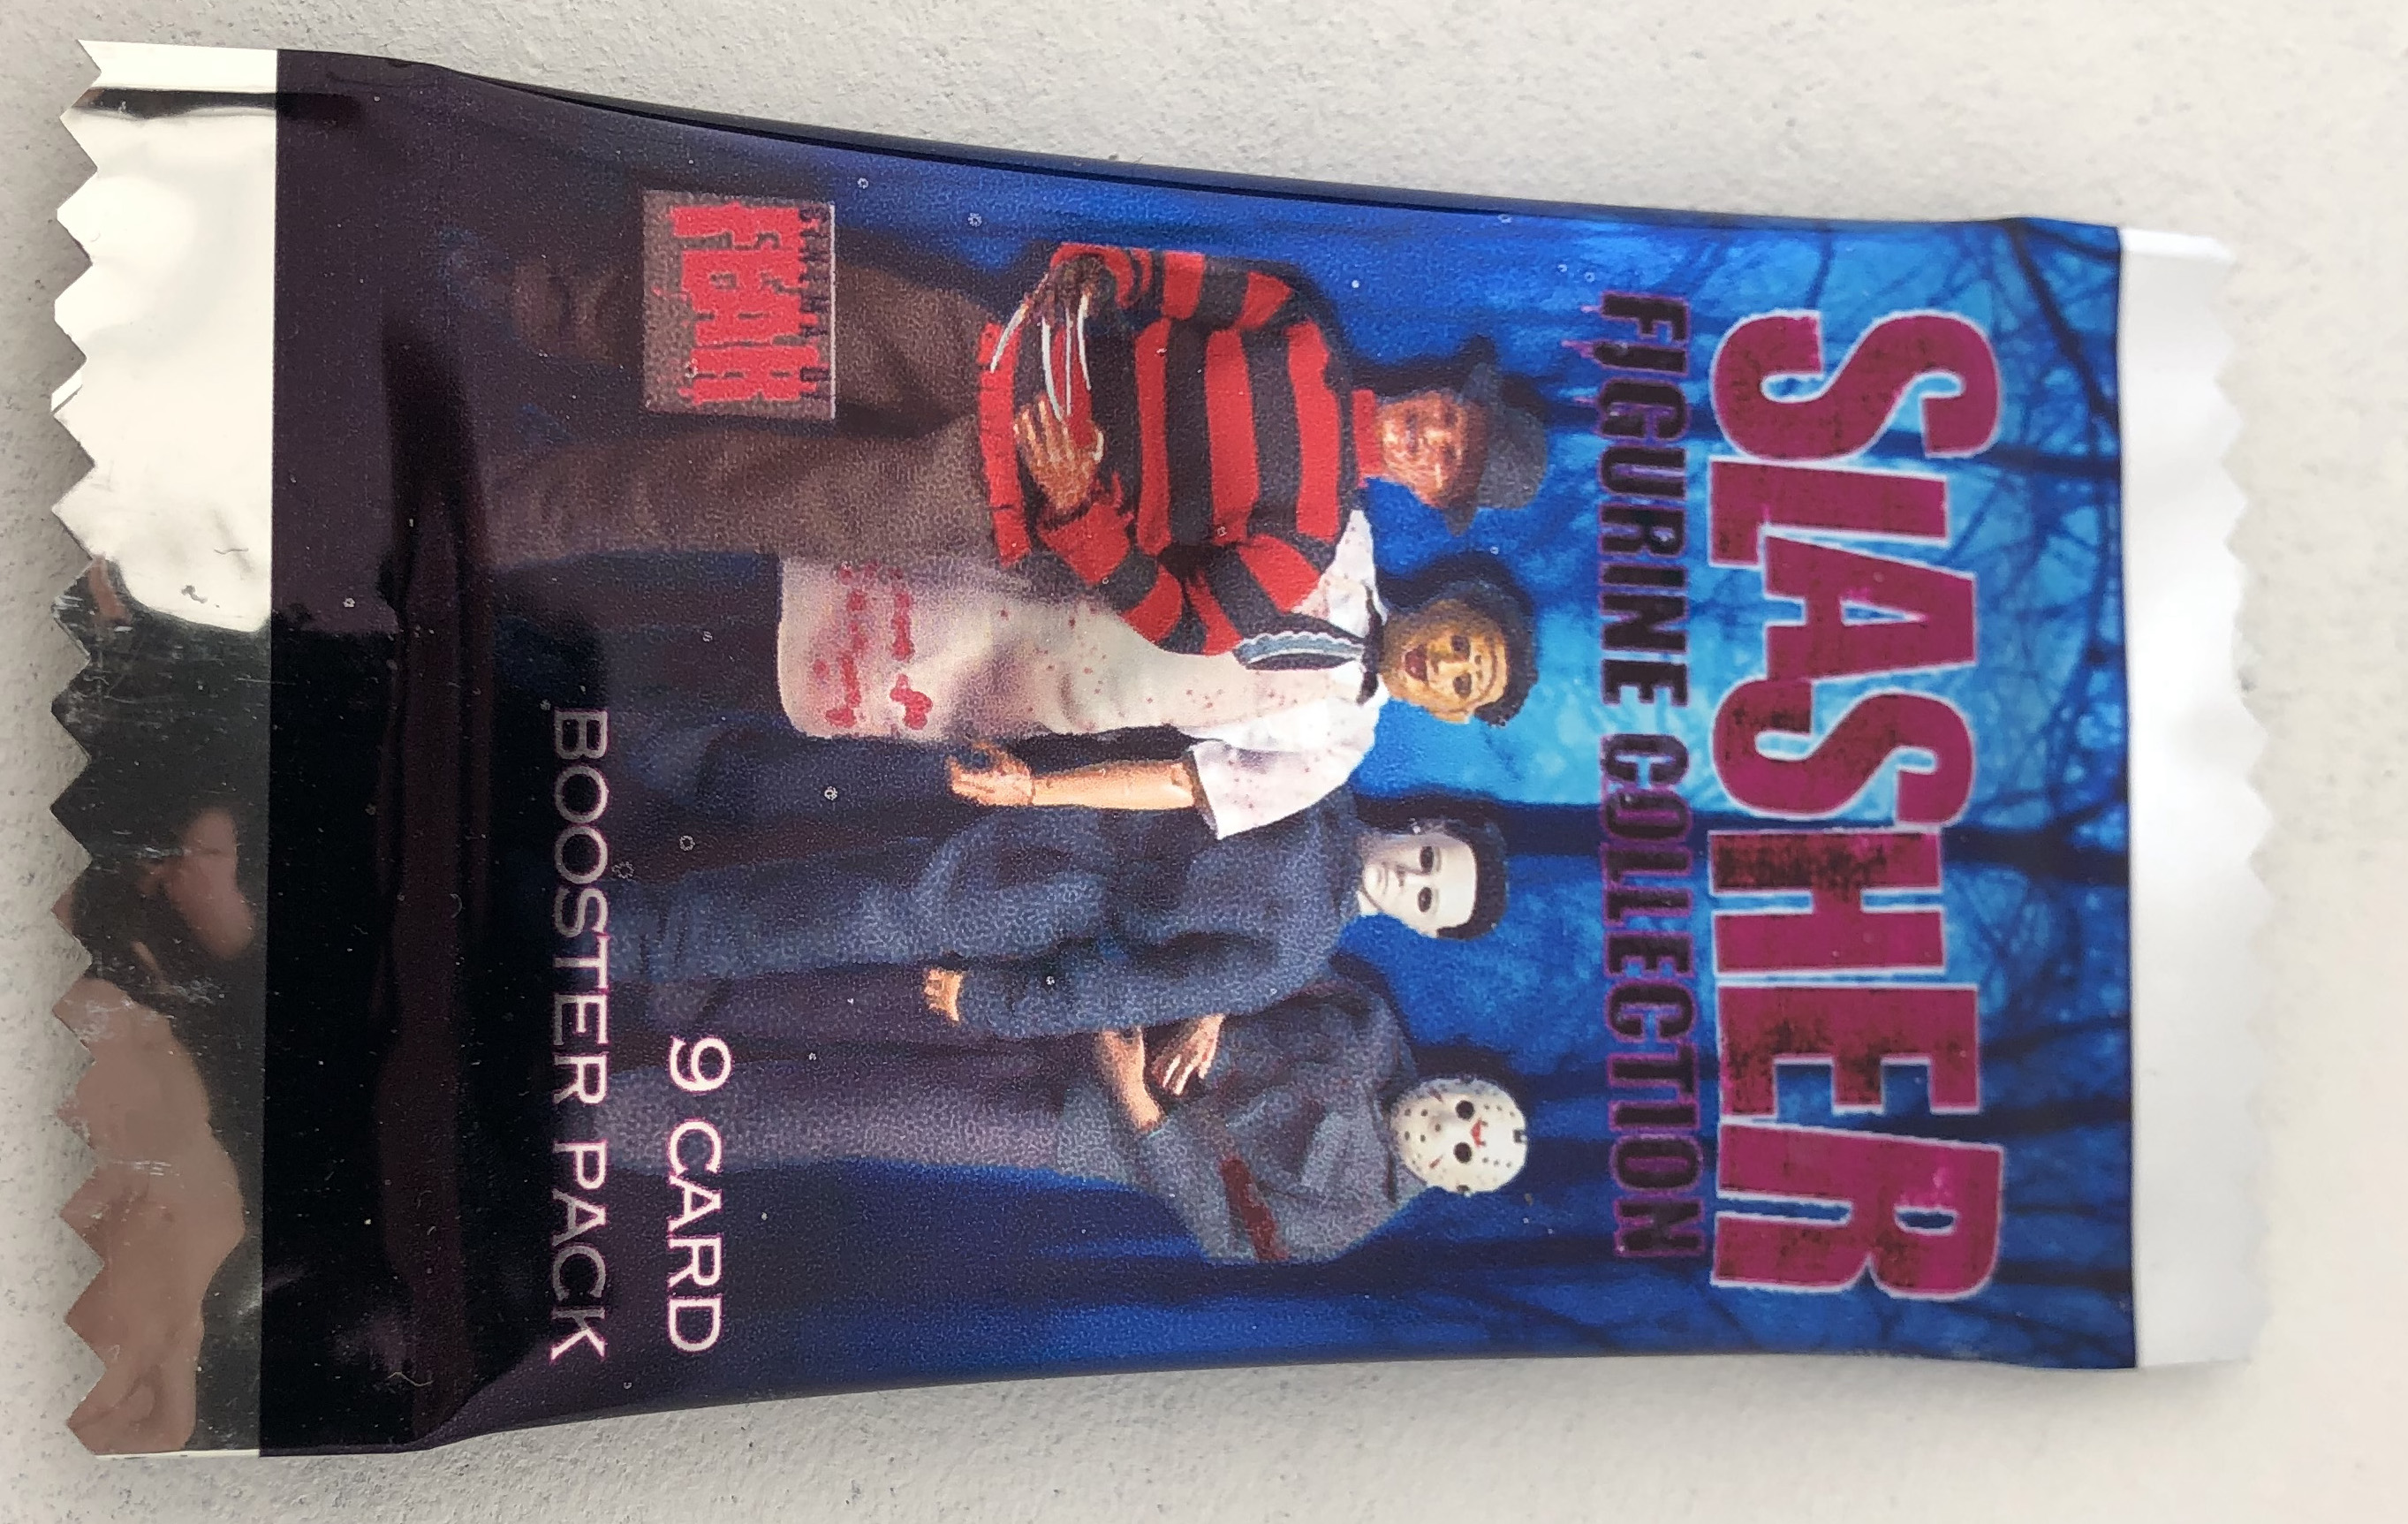 SLASHER
FIGURINE COLLECTION
FEAR
9 CARD
BOOSTER PACK